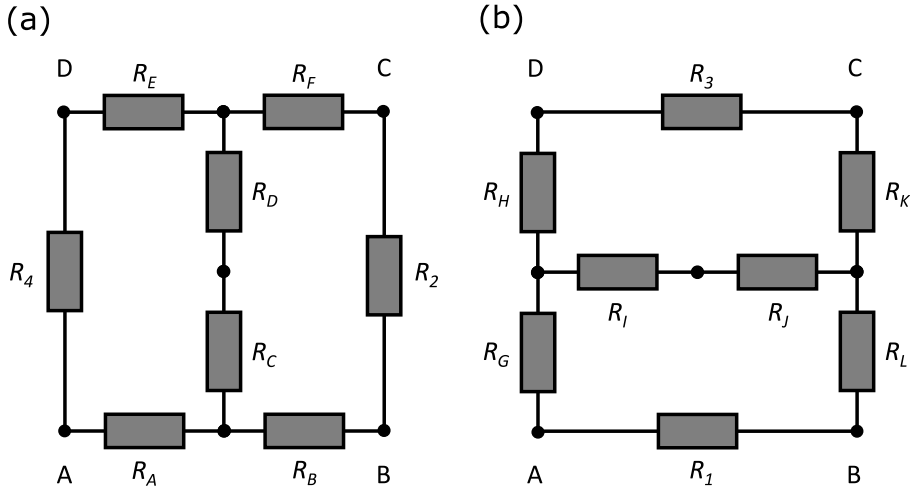 (a)
D R_E R_F C
R_D
R_4 R_2
R_C
A R_A R_B B
(b)
D R_3 C
R_H R_K
R_I R_J
R_G R_L
A R_1 B